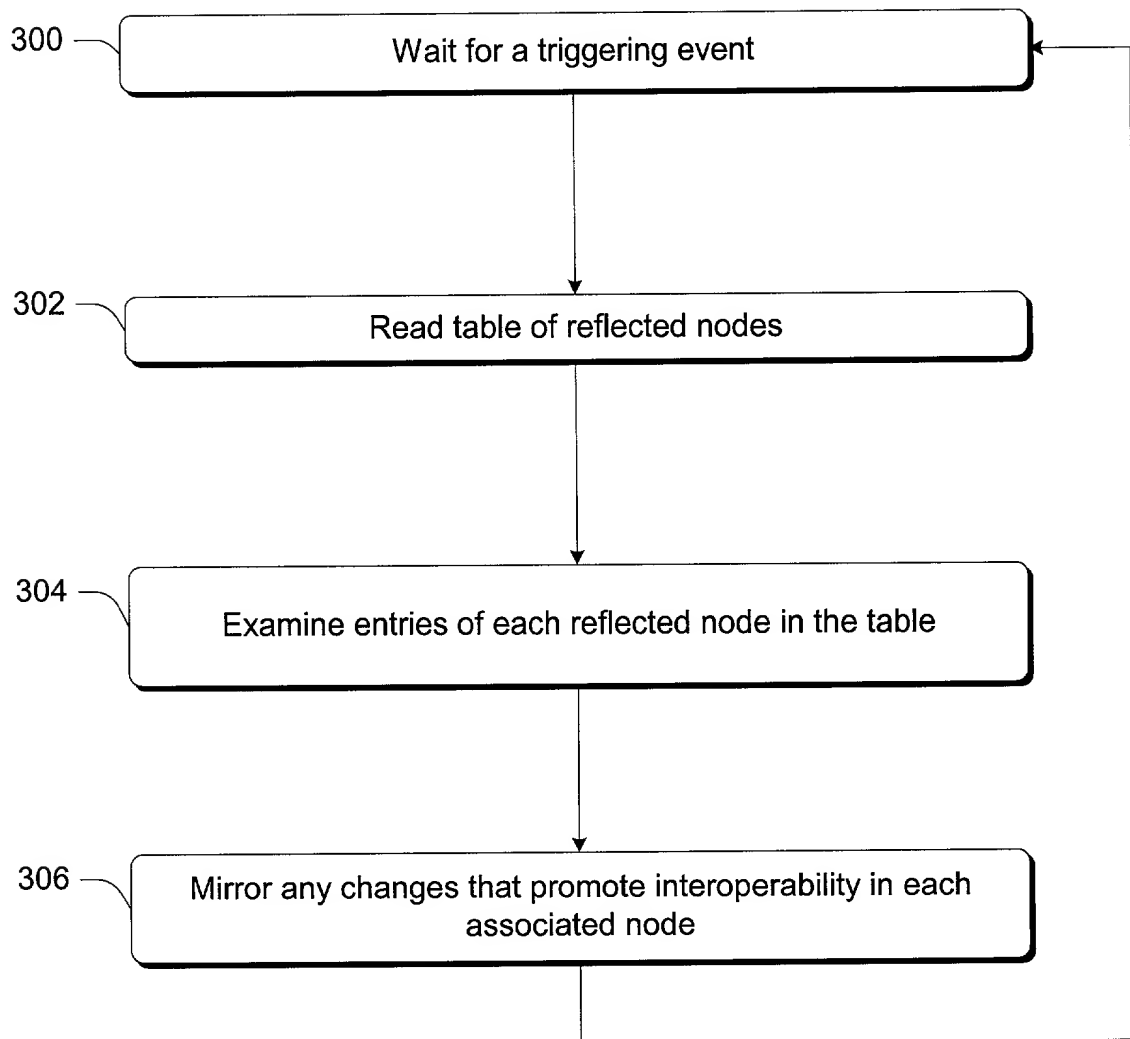 300
Wait for a triggering event
302
Read table of reflected nodes
304
Examine entries of each reflected node in the table
306
Mirror any changes that promote interoperability in each
associated node